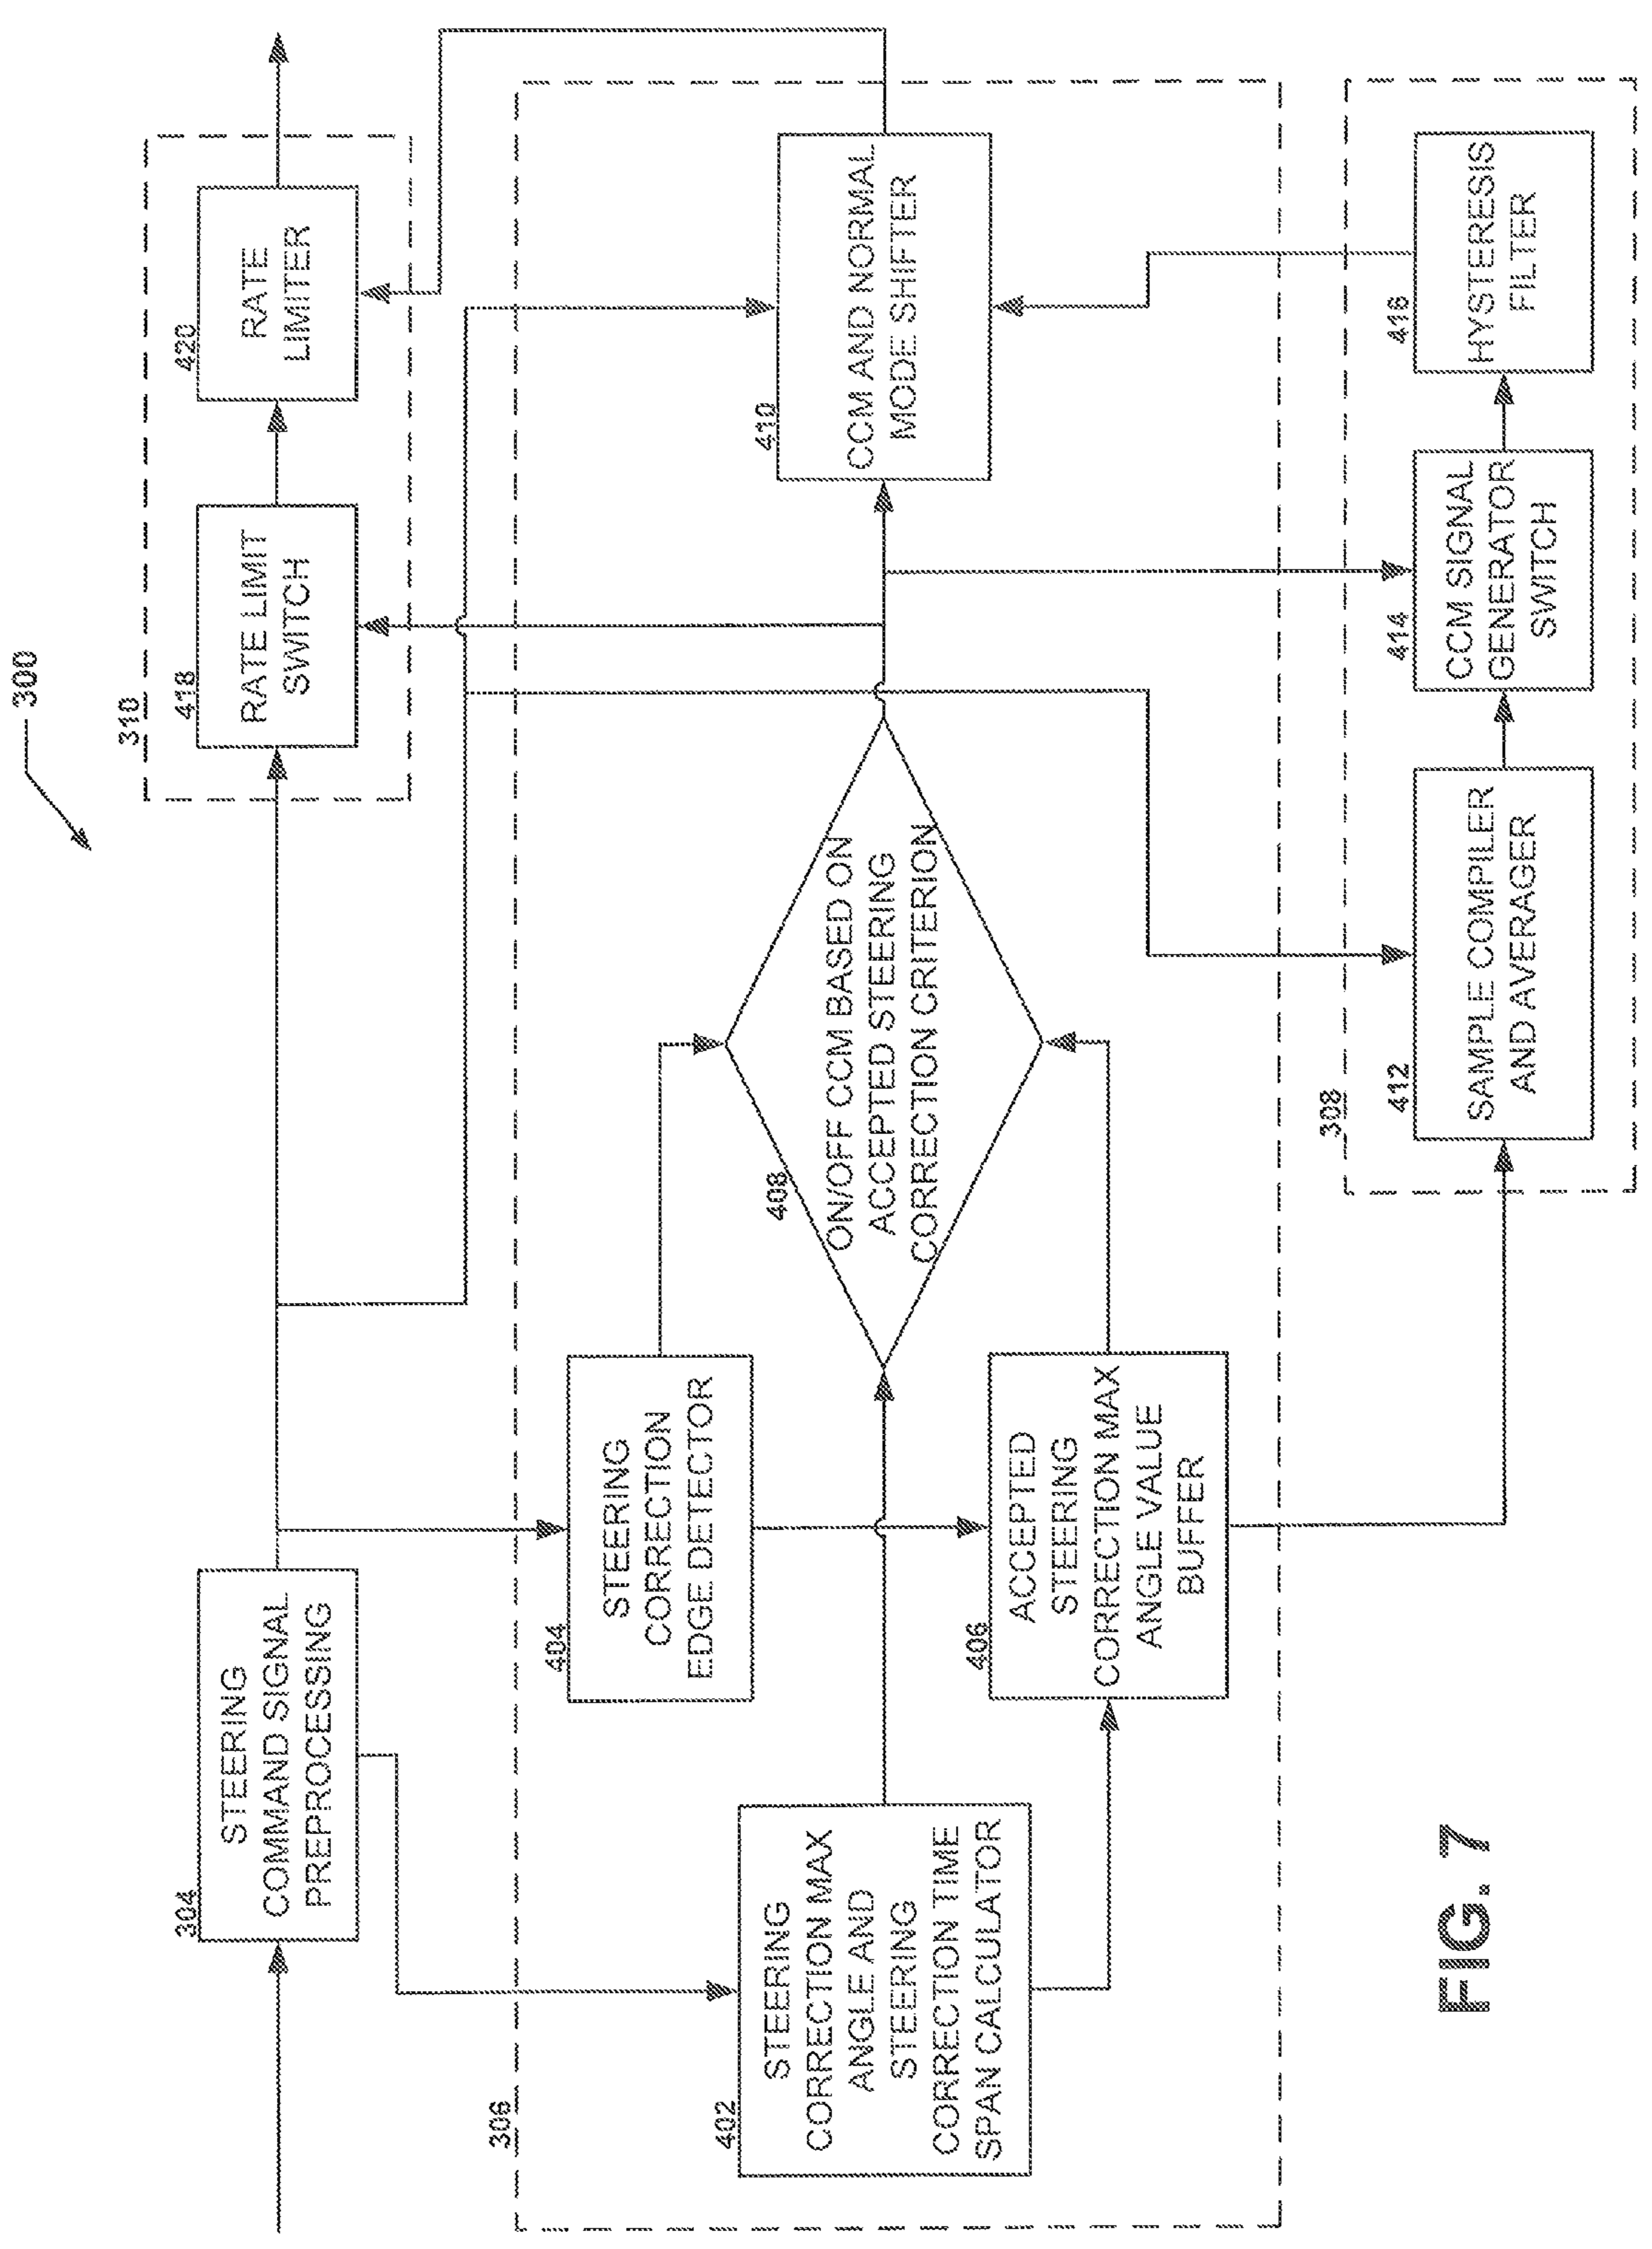 300
310
418
RATE LIMIT
SWITCH
420
RATE
LIMITER
304
STEERING
COMMAND SIGNAL
PREPROCESSING
306
402
STEERING
CORRECTION MAX
ANGLE AND
STEERING
CORRECTION TIME
SPAN CALCULATOR
404
STEERING
CORRECTION
EDGE DETECTOR
406
ACCEPTED
STEERING
CORRECTION MAX
ANGLE VALUE
BUFFER
408
ON/OFF CCM BASED ON
ACCEPTED STEERING
CORRECTION CRITERION
410
CCM AND NORMAL
MODE SHIFTER
308
412
SAMPLE COMPILER
AND AVERAGER
414
CCM SIGNAL
GENERATOR
SWITCH
416
HYSTERESIS
FILTER
FIG. 7